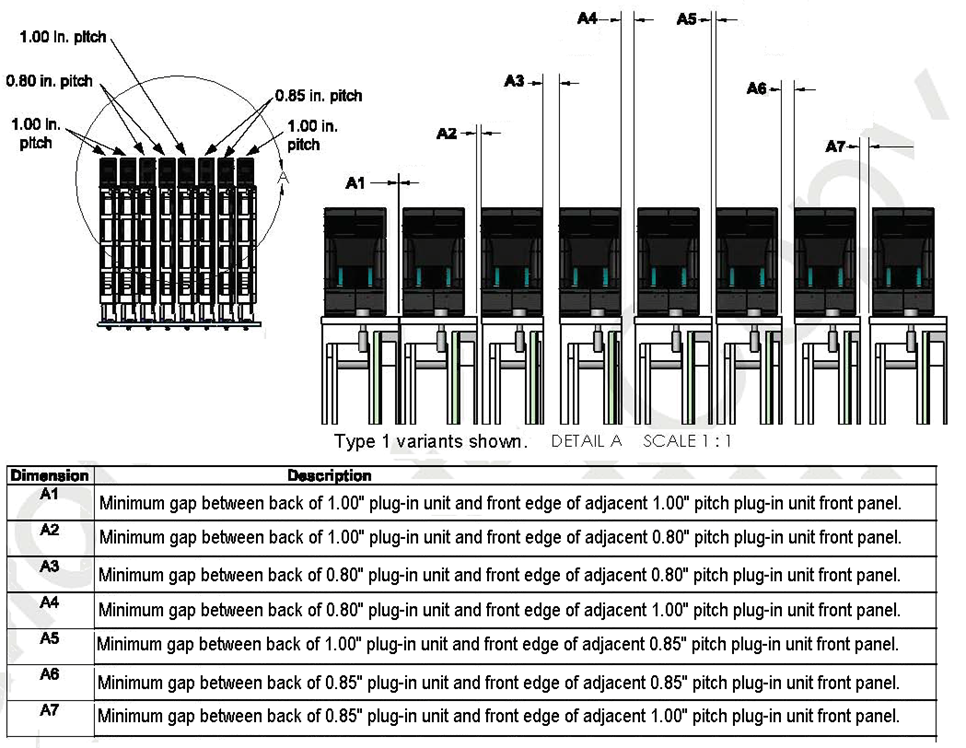 1.00 in. pitch
0.80 in. pitch
0.85 in. pitch
1.00 in.
pitch
1.00 in.
pitch
A
A1
A2
A3
A4
A5
A6
A7
Type 1 variants shown. DETAIL A SCALE 1 : 1
Dimension Description
A1 Minimum gap between back of 1.00" plug-in unit and front edge of adjacent 1.00" pitch plug-in unit front panel.
A2 Minimum gap between back of 1.00" plug-in unit and front edge of adjacent 0.80" pitch plug-in unit front panel.
A3 Minimum gap between back of 0.80" plug-in unit and front edge of adjacent 0.80" pitch plug-in unit front panel.
A4 Minimum gap between back of 0.80" plug-in unit and front edge of adjacent 1.00" pitch plug-in unit front panel.
A5 Minimum gap between back of 1.00" plug-in unit and front edge of adjacent 0.85" pitch plug-in unit front panel.
A6 Minimum gap between back of 0.85" plug-in unit and front edge of adjacent 0.85" pitch plug-in unit front panel.
A7 Minimum gap between back of 0.85" plug-in unit and front edge of adjacent 1.00" pitch plug-in unit front panel.